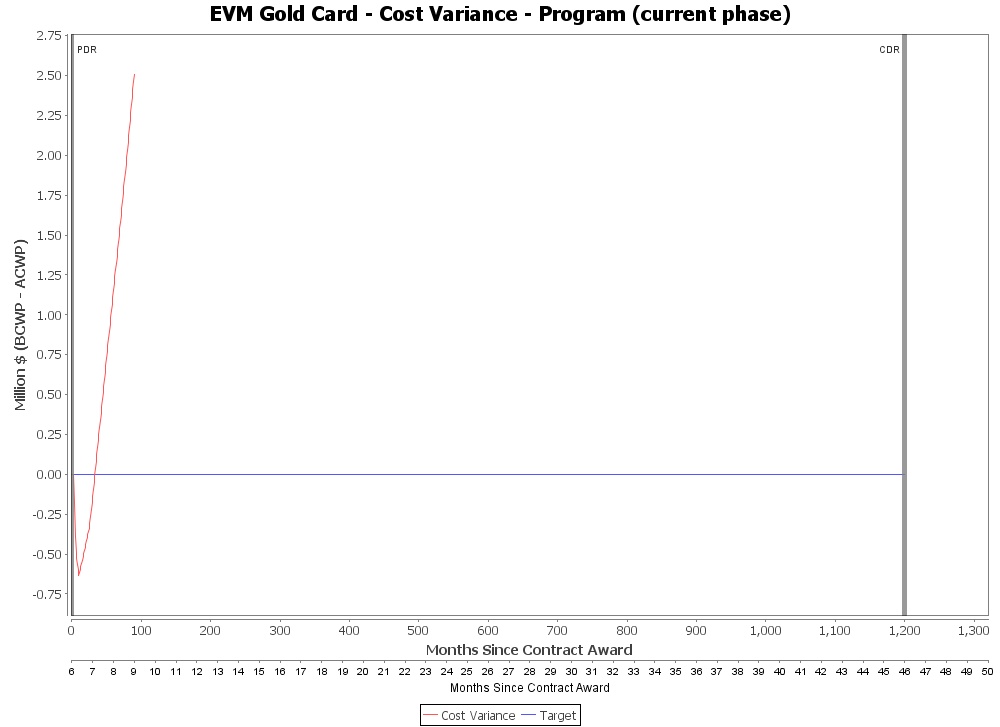 EVM Gold Card - Cost Variance - Program (current phase)
Million $ (BCWP - ACWP)
2.75
2.50
2.25
2.00
1.75
1.50
1.25
1.00
0.75
0.50
0.25
0.00
-0.25
-0.50
-0.75
PDR
CDR
0 100 200 300 400 500 600 700 800 900 1,000 1,100 1,200 1,300
Months Since Contract Award
6 7 8 9 10 11 12 13 14 15 16 17 18 19 20 21 22 23 24 25 26 27 28 29 30 31 32 33 34 35 36 37 38 39 40 41 42 43 44 45 46 47 48 49 50
Months Since Contract Award
Cost Variance Target